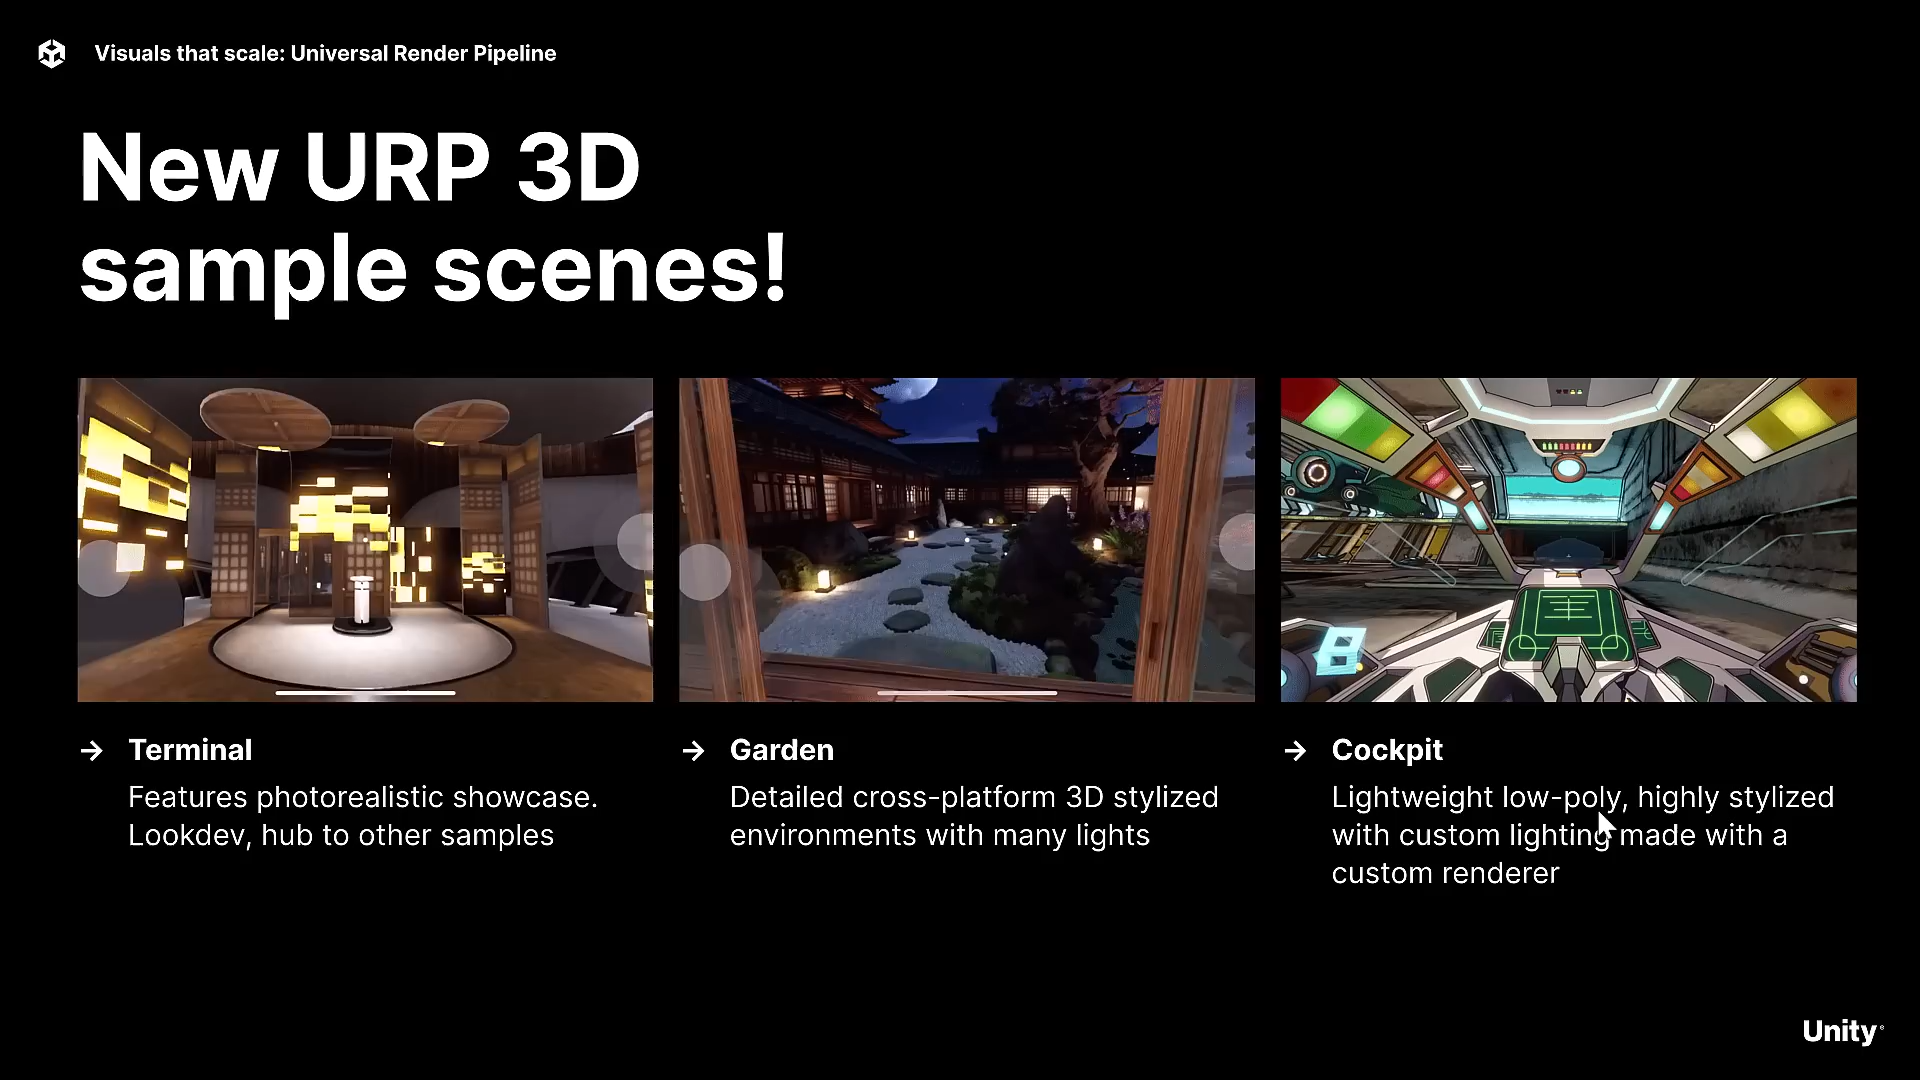 Visuals that scale: Universal Render Pipeline
New URP 3D
sample scenes!
→ Terminal
Features photorealistic showcase.
Lookdev, hub to other samples
→ Garden
Detailed cross-platform 3D stylized
environments with many lights
→ Cockpit
Lightweight low-poly, highly stylized
with custom lighting made with a
custom renderer
Unity